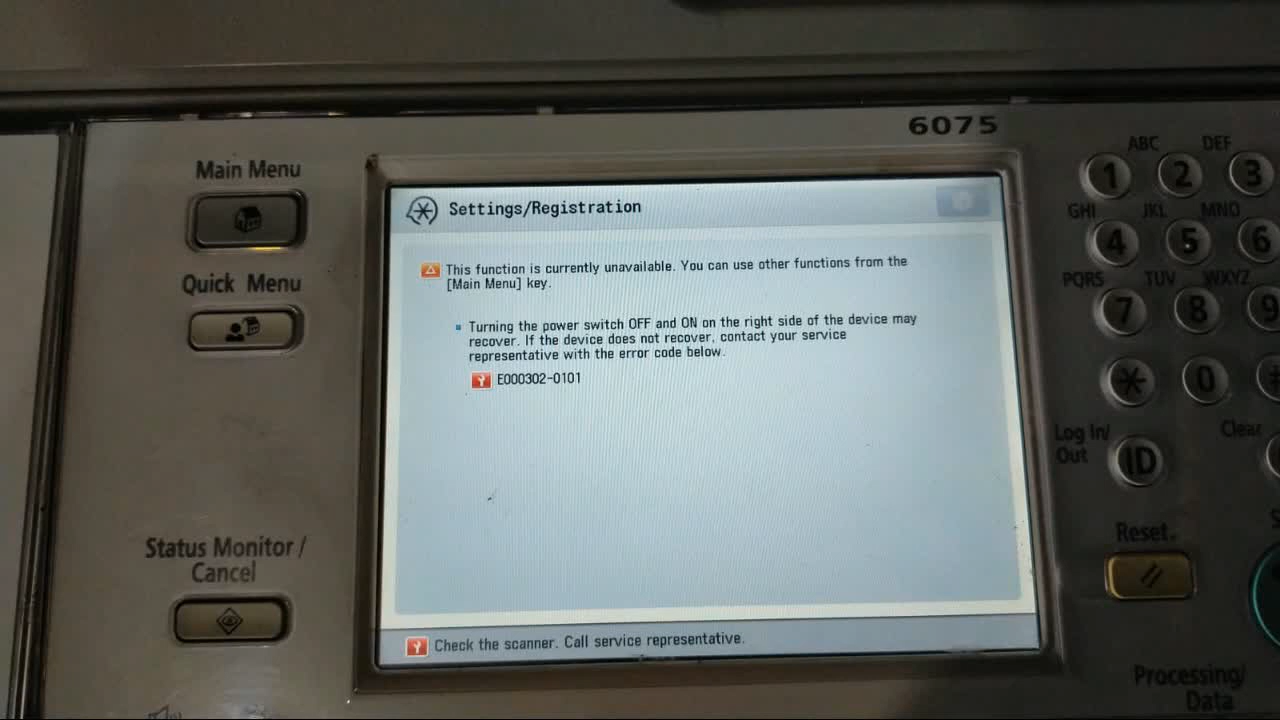 6075
Main Menu
Quick Menu
Status Monitor /
Cancel
Settings/Registration
This function is currently unavailable. You can use other functions from the
[Main Menu] key.
Turning the power switch OFF and ON on the right side of the device may
recover. If the device does not recover, contact your service
representative with the error code below.
E000302-0101
Check the scanner. Call service representative.
ABC DEF
1 2 3
GHI JKL MNO
4 5 6
PQRS TUV WXYZ
7 8 9
0
Log In/
Out
ID
Clear
Reset
Processing/
Data